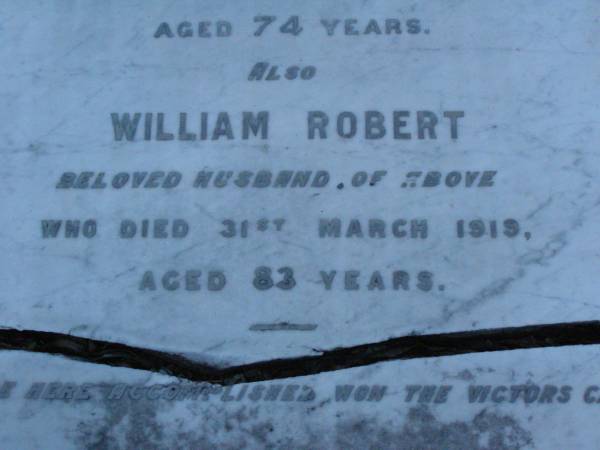 AGED 74 YEARS.
ALSO
WILLIAM ROBERT
BELOVED HUSBAND OF ABOVE
WHO DIED 31ST MARCH 1919,
AGED 83 YEARS.
HERE ACCOMPLISHED WON THE VICTORS